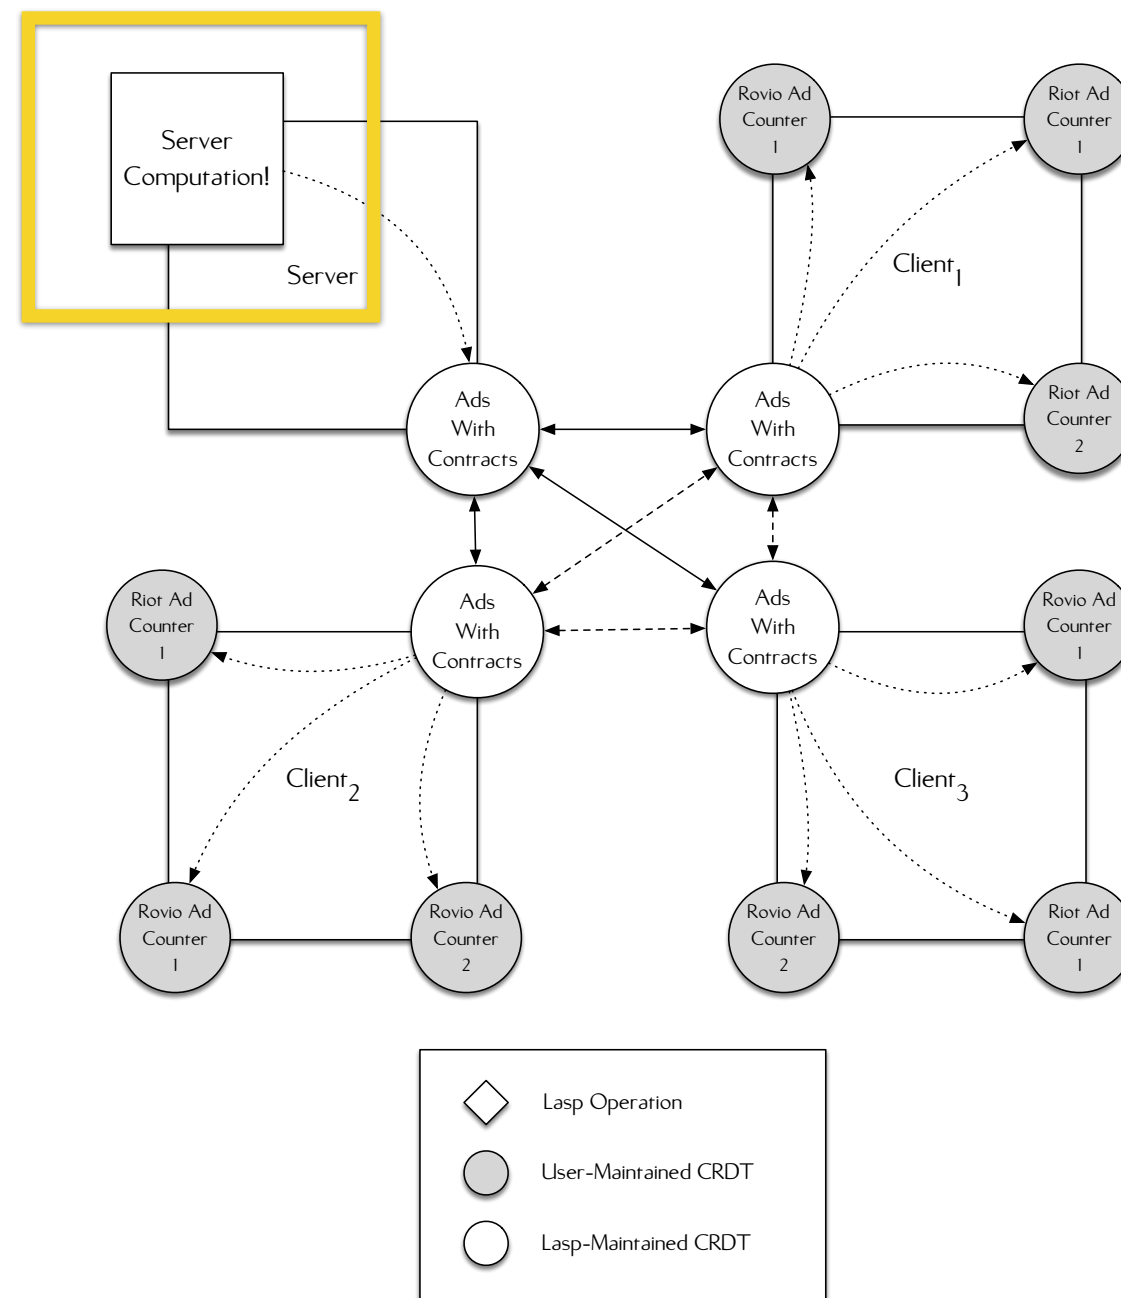 Server
Computation!
Server
Rovio Ad
Counter
1
Riot Ad
Counter
1
Client1
Riot Ad
Counter
2
Ads
With
Contracts
Ads
With
Contracts
Riot Ad
Counter
1
Ads
With
Contracts
Ads
With
Contracts
Rovio Ad
Counter
1
Client2
Client3
Rovio Ad
Counter
1
Rovio Ad
Counter
2
Rovio Ad
Counter
2
Riot Ad
Counter
1
Lasp Operation
User-Maintained CRDT
Lasp-Maintained CRDT